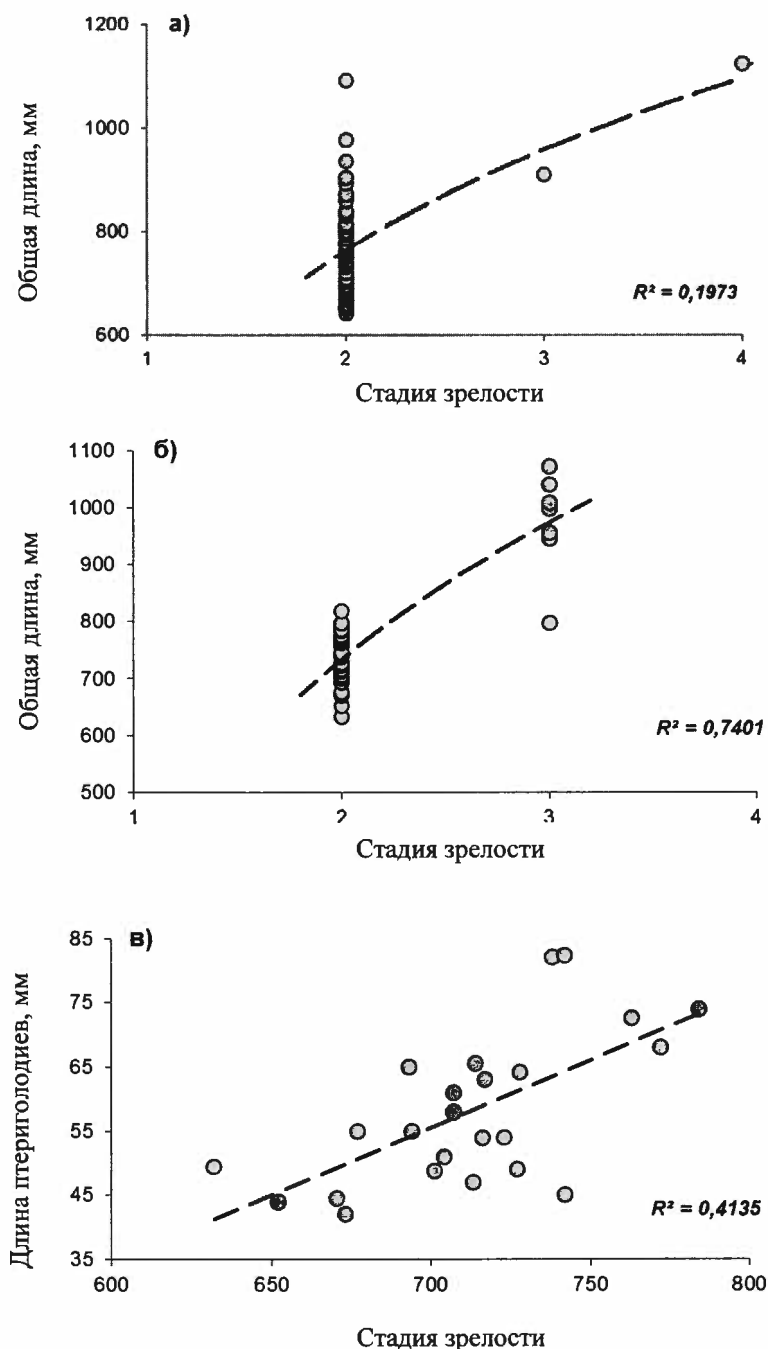 а)
1200
1000
800
600
Общая длина, мм
R² = 0,1973
1 2 3 4
Стадия зрелости
б)
1100
1000
900
800
700
600
500
Общая длина, мм
R² = 0,7401
1 2 3 4
Стадия зрелости
в)
85
75
65
55
45
35
Длина птериголодиев, мм
R² = 0,4135
600 650 700 750 800
Стадия зрелости